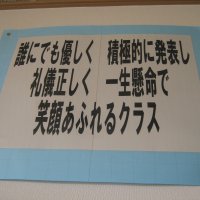 誰にでも優しく　積極的に発表し
礼儀正しく　一生懸命で
笑顔あふれるクラス